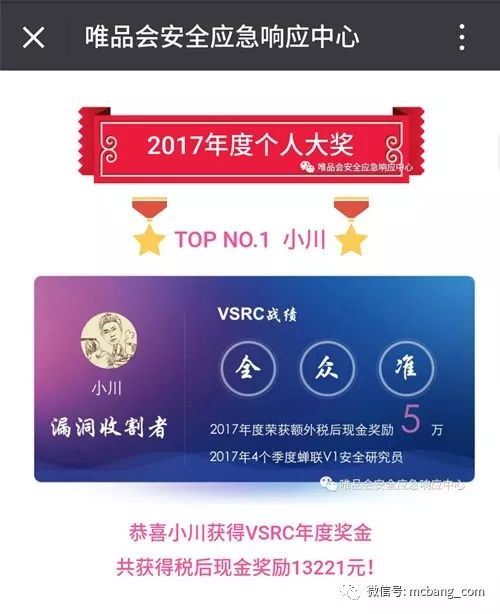 唯品会安全应急响应中心
2017年度个人大奖
唯品会安全应急响应中心
TOP NO.1 小川
VSRC战绩
全 众 准
小川
漏洞收割者
2017年度荣获额外税后现金奖励 5 万
2017年4个季度蝉联V1安全研究员
唯品会安全应急响应中心
恭喜小川获得VSRC年度奖金
共获得税后现金奖励13221元!
微信号: mcbang_com